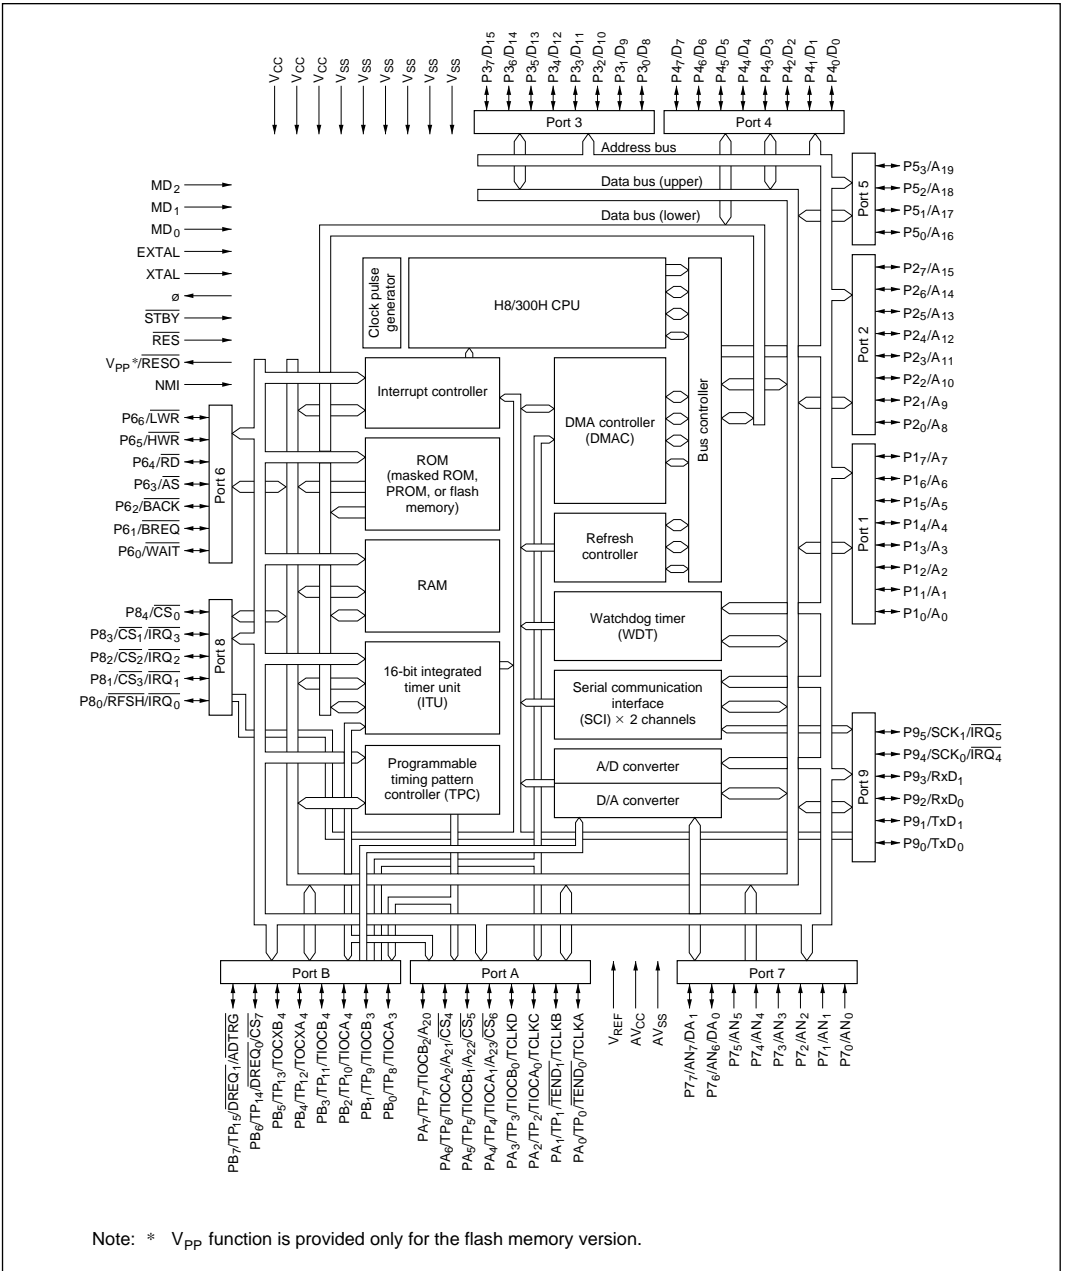 VCC
VCC
VCC
VSS
VSS
VSS
VSS
VSS
VSS
P37/D15
P36/D14
P35/D13
P34/D12
P33/D11
P32/D10
P31/D9
P30/D8
P47/D7
P46/D6
P45/D5
P44/D4
P43/D3
P42/D2
P41/D1
P40/D0
Port 3
Port 4
Address bus
Data bus (upper)
Data bus (lower)
MD2
MD1
MD0
EXTAL
XTAL
ø
STBY
RES
VPP*/RESO
NMI
Port 5
P53/A19
P52/A18
P51/A17
P50/A16
Clock pulse
generator
H8/300H CPU
Bus controller
Port 2
P27/A15
P26/A14
P25/A13
P24/A12
P23/A11
P22/A10
P21/A9
P20/A8
Interrupt controller
DMA controller
(DMAC)
P66/LWR
P65/HWR
P64/RD
P63/AS
P62/BACK
P61/BREQ
P60/WAIT
Port 6
ROM
(masked ROM,
PROM, or flash
memory)
Refresh
controller
Port 1
P17/A7
P16/A6
P15/A5
P14/A4
P13/A3
P12/A2
P11/A1
P10/A0
RAM
Watchdog timer
(WDT)
P84/CS0
P83/CS1/IRQ3
P82/CS2/IRQ2
P81/CS3/IRQ1
P80/RFSH/IRQ0
Port 8
16-bit integrated
timer unit
(ITU)
Serial communication
interface
(SCI) × 2 channels
Programmable
timing pattern
controller (TPC)
A/D converter
D/A converter
Port 9
P95/SCK1/IRQ5
P94/SCK0/IRQ4
P93/RxD1
P92/RxD0
P91/TxD1
P90/TxD0
Port B
Port A
Port 7
PB7/TP15/DREQ1/ADTRG
PB6/TP14/DREQ0/CS7
PB5/TP13/TOCXB4
PB4/TP12/TOCXA4
PB3/TP11/TIOCB4
PB2/TP10/TIOCA4
PB1/TP9/TIOCB3
PB0/TP8/TIOCA3
PA7/TP7/TIOCB2/A20
PA6/TP6/TIOCA2/A21/CS4
PA5/TP5/TIOCB1/A22/CS5
PA4/TP4/TIOCA1/A23/CS6
PA3/TP3/TIOCB0/TCLKD
PA2/TP2/TIOCA0/TCLKC
PA1/TP1/TEND1/TCLKB
PA0/TP0/TEND0/TCLKA
VREF
AVCC
AVSS
P77/AN7/DA1
P76/AN6/DA0
P75/AN5
P74/AN4
P73/AN3
P72/AN2
P71/AN1
P70/AN0
Note: * VPP function is provided only for the flash memory version.